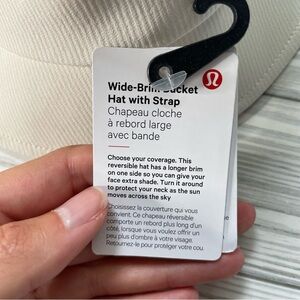 Wide-Brim Bucket
Hat with Strap
Chapeau cloche
à rebord large
avec bande
Choose your coverage. This
reversible hat has a longer brim
on one side so you can give your
face extra shade. Turn it around
to protect your neck as the sun
moves across the sky
Choisissez la couverture qui vous
convient. Ce chapeau réversible
comporte un rebord plus long d'un
côté, lorsque vous voulez offrir un
peu plus d'ombre à votre visage.
Retournez-le pour protéger votre cou.